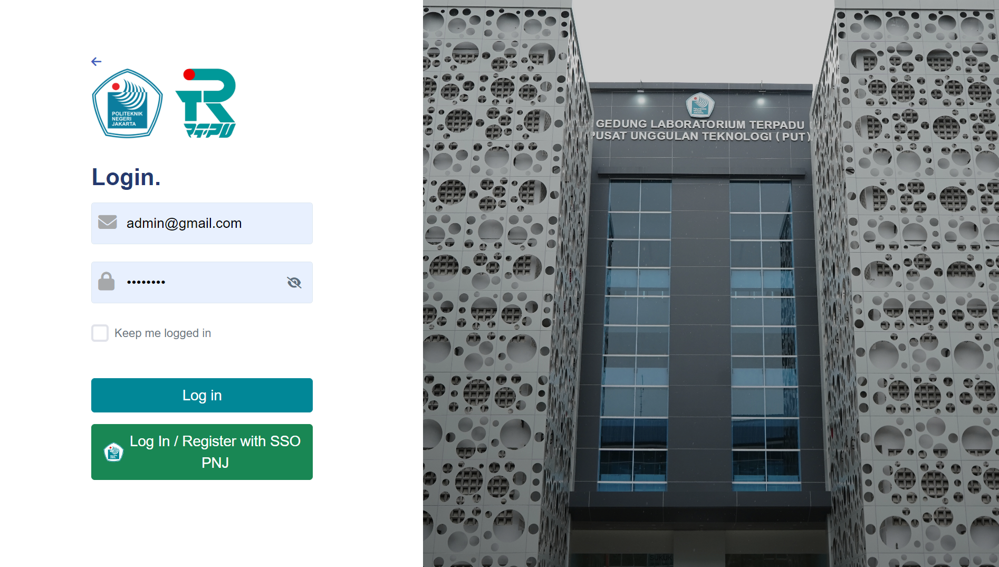 POLITEKNIK
NEGERI
JAKARTA
Login.
admin@gmail.com
Keep me logged in
Log in
Log In / Register with SSO
PNJ
GEDUNG LABORATORIUM TERPADU
PUSAT UNGGULAN TEKNOLOGI ( PUT )